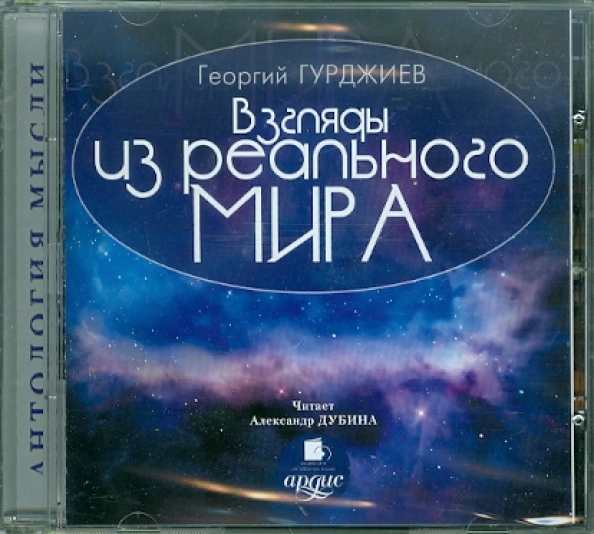 АНТОЛОГИЯ МЫСЛИ
Георгий ГУРДЖИЕВ
Взгляды
из реального
МИРА
Читает
Александр ДУБИНА
ардис